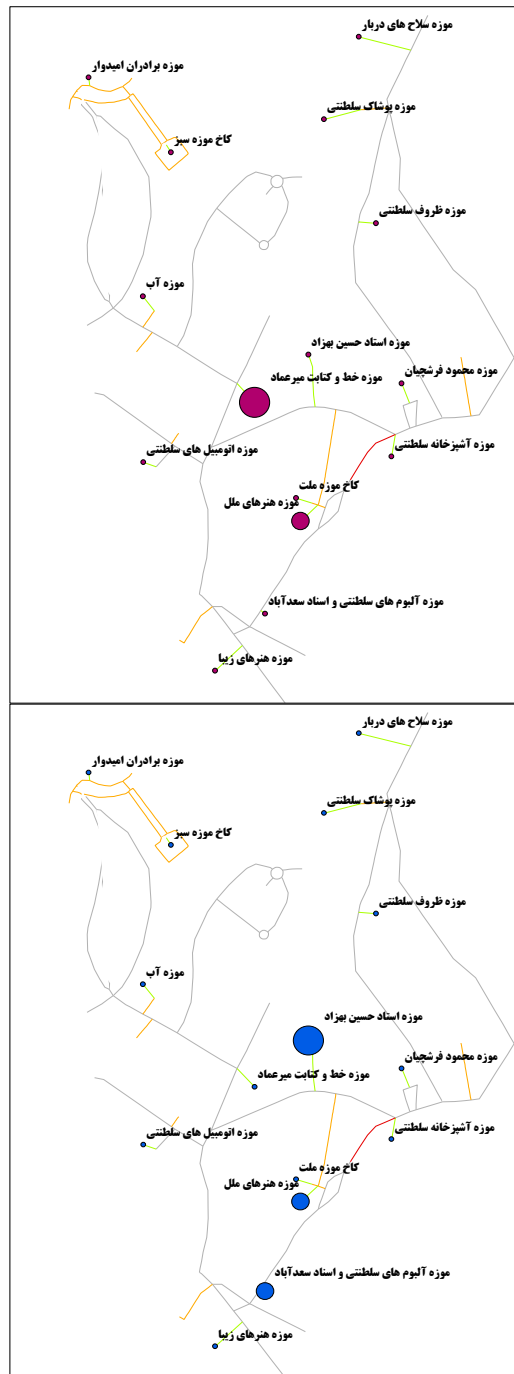 موزه سلاح های دربار
موزه برادران امیدوار
موزه پوشاک سلطنتی
کاخ موزه سبز
موزه ظروف سلطنتی
موزه آب
موزه استاد حسین بهزاد
موزه محمود فرشچیان
موزه خط و کتابت میرعماد
موزه اتومبیل های سلطنتی
موزه آشپزخانه سلطنتی
کاخ موزه ملت
موزه هنرهای ملل
موزه آلبوم های سلطنتی و اسناد سعدآباد
موزه هنرهای زیبا
موزه سلاح های دربار
موزه برادران امیدوار
موزه پوشاک سلطنتی
کاخ موزه سبز
موزه ظروف سلطنتی
موزه آب
موزه استاد حسین بهزاد
موزه محمود فرشچیان
موزه خط و کتابت میرعماد
موزه اتومبیل های سلطنتی
موزه آشپزخانه سلطنتی
کاخ موزه ملت
موزه هنرهای ملل
موزه آلبوم های سلطنتی و اسناد سعدآباد
موزه هنرهای زیبا